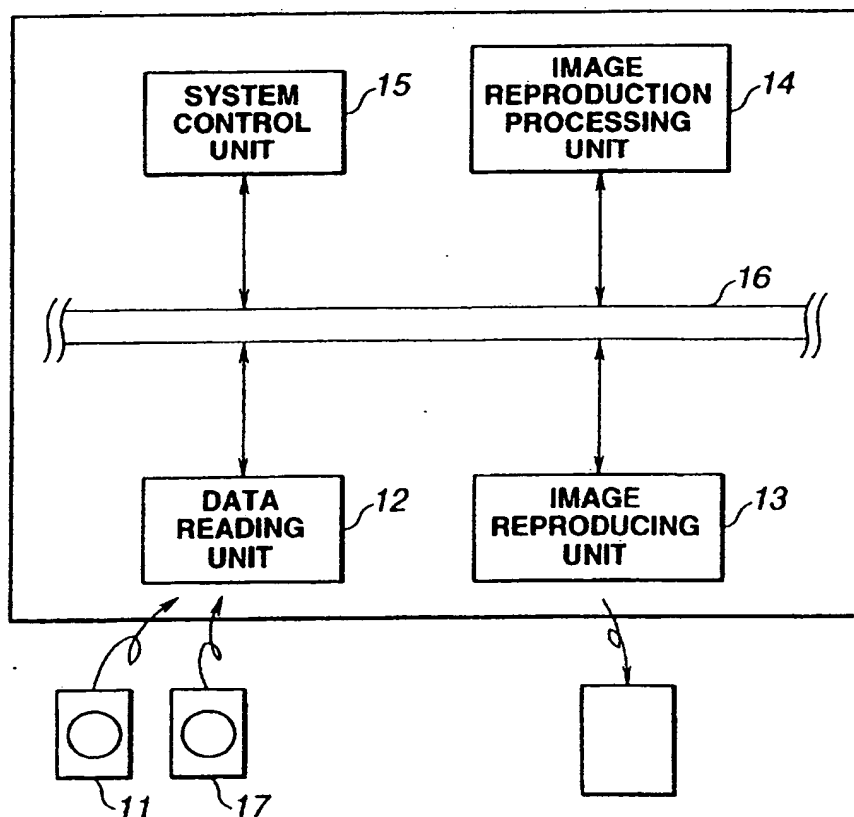 SYSTEM
CONTROL
UNIT
15
IMAGE
REPRODUCTION
PROCESSING
UNIT
14
16
DATA
READING
UNIT
12
IMAGE
REPRODUCING
UNIT
13
11
17